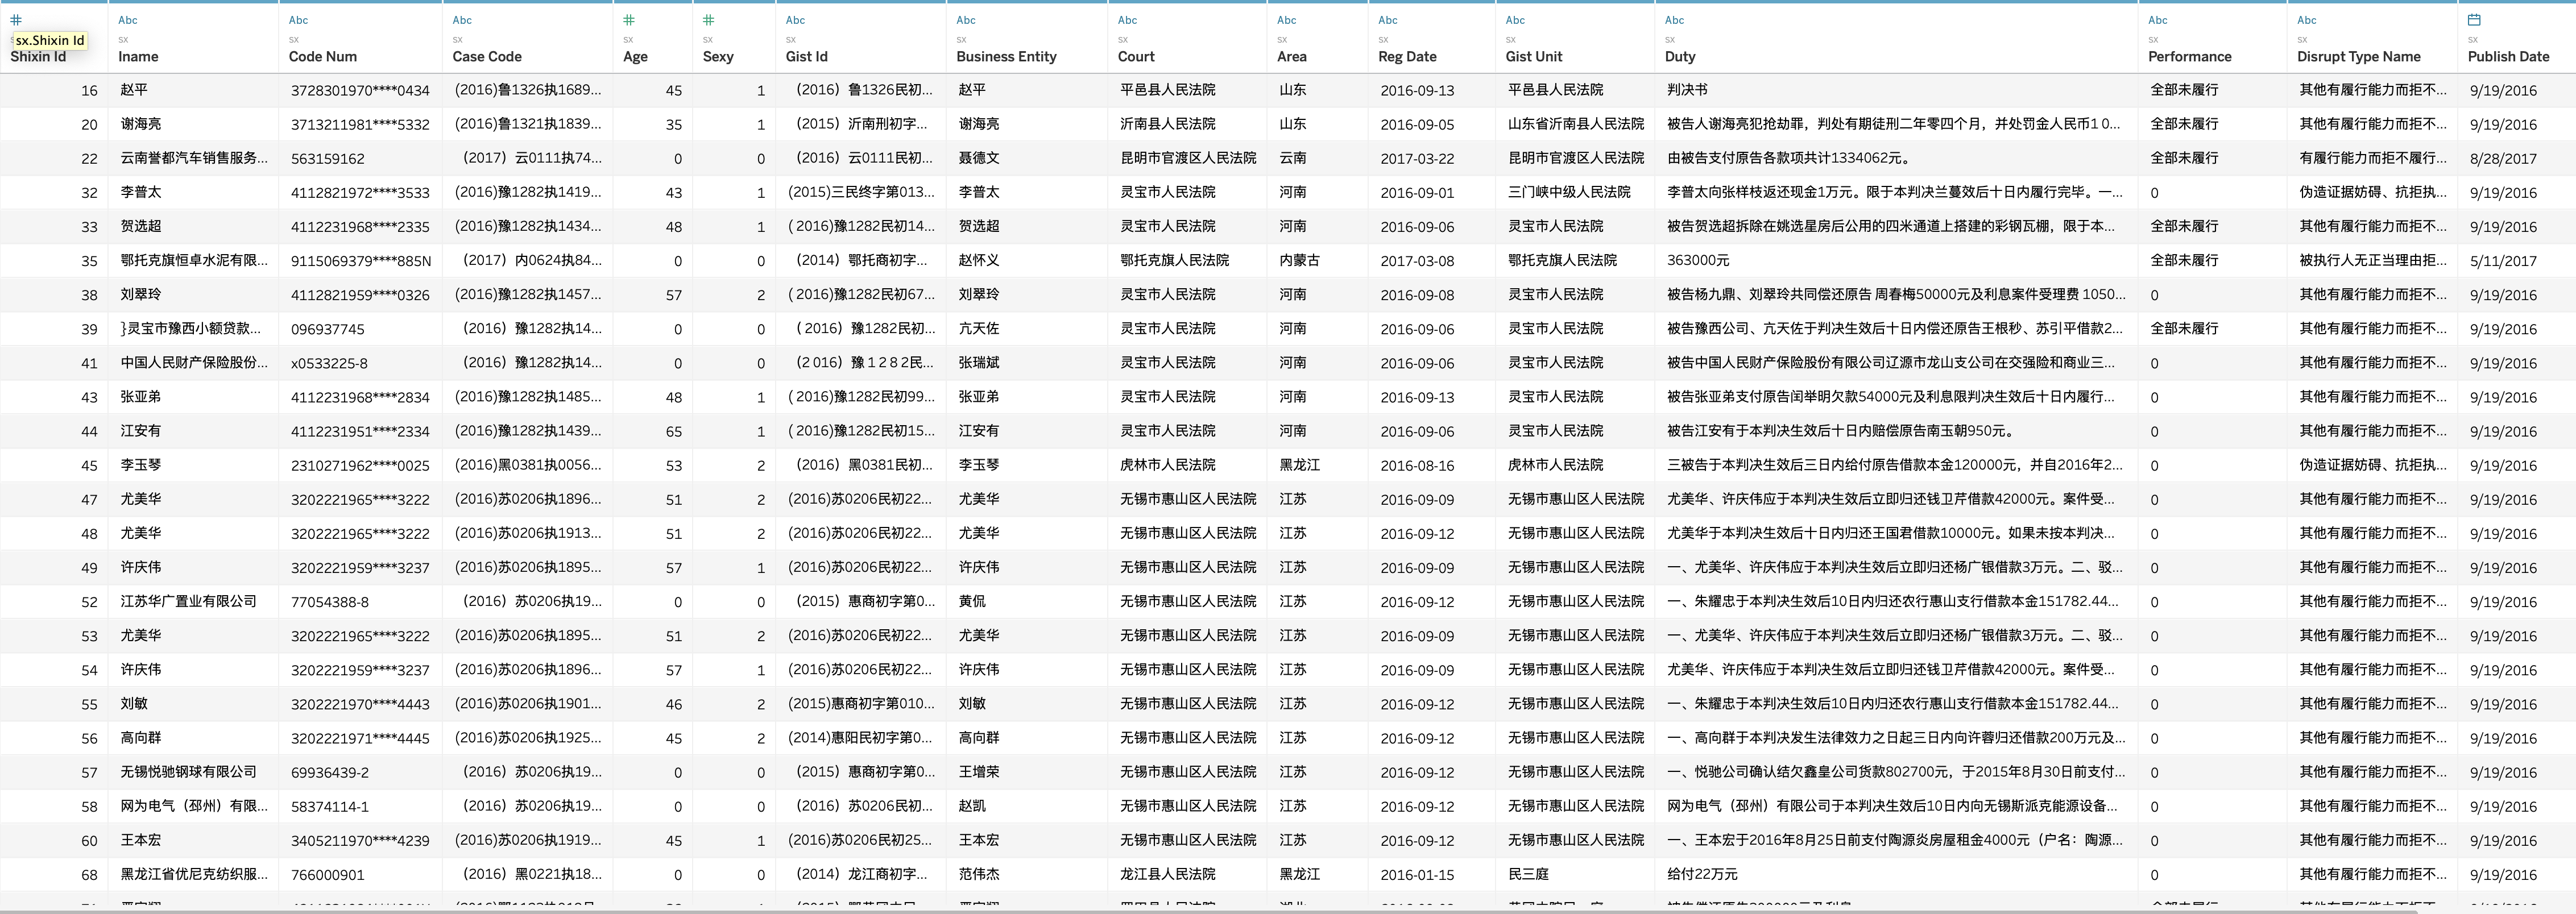 Abc Abc Abc Abc Abc Abc Abc Abc Abc Abc Abc Abc
sx.Shixin Id sx sx sx sx sx sx sx sx sx sx sx sx sx sx sx
Shixin Id Iname Code Num Case Code Age Sexy Gist Id Business Entity Court Area Reg Date Gist Unit Duty Performance Disrupt Type Name Publish Date
16 赵平 3728301970****0434 (2016)鲁1326执1689... 45 1 （2016）鲁1326民初... 赵平 平邑县人民法院 山东 2016-09-13 平邑县人民法院 判决书 全部未履行 其他有履行能力而拒不... 9/19/2016
20 谢海亮 3713211981****5332 (2016)鲁1321执1839... 35 1 （2015）沂南刑初字... 谢海亮 沂南县人民法院 山东 2016-09-05 山东省沂南县人民法院 被告人谢海亮犯抢劫罪，判处有期徒刑二年零四个月，并处罚金人民币1 0... 全部未履行 其他有履行能力而拒不... 9/19/2016
22 云南誉都汽车销售服务... 563159162 （2017）云0111执74... 0 0 （2016）云0111民初... 聂德文 昆明市官渡区人民法院 云南 2017-03-22 昆明市官渡区人民法院 由被告支付原告各款项共计1334062元。 全部未履行 有履行能力而拒不履行... 8/28/2017
32 李普太 4112821972****3533 (2016)豫1282执1419... 43 1 (2015)三民终字第013... 李普太 灵宝市人民法院 河南 2016-09-01 三门峡中级人民法院 李普太向张样枝返还现金1万元。限于本判决兰蔓效后十日内履行完毕。一... 0 伪造证据妨碍、抗拒执... 9/19/2016
33 贺选超 4112231968****2335 (2016)豫1282执1434... 48 1 ( 2016)豫1282民初14... 贺选超 灵宝市人民法院 河南 2016-09-06 灵宝市人民法院 被告贺选超拆除在姚选星房后公用的四米通道上搭建的彩钢瓦棚，限于本... 全部未履行 其他有履行能力而拒不... 9/19/2016
35 鄂托克旗恒卓水泥有限... 9115069379****885N （2017）内0624执84... 0 0 （2014）鄂托商初字... 赵怀义 鄂托克旗人民法院 内蒙古 2017-03-08 鄂托克旗人民法院 363000元 全部未履行 被执行人无正当理由拒... 5/11/2017
38 刘翠玲 4112821959****0326 (2016)豫1282执1457... 57 2 ( 2016)豫1282民初67... 刘翠玲 灵宝市人民法院 河南 2016-09-08 灵宝市人民法院 被告杨九鼎、刘翠玲共同偿还原告 周春梅50000元及利息案件受理费 1050... 0 其他有履行能力而拒不... 9/19/2016
39 }灵宝市豫西小额贷款... 096937745 （2016）豫1282执14... 0 0 （ 2016）豫1282民初... 亢天佐 灵宝市人民法院 河南 2016-09-06 灵宝市人民法院 被告豫西公司、亢天佐于判决生效后十日内偿还原告王根秒、苏引平借款2... 全部未履行 其他有履行能力而拒不... 9/19/2016
41 中国人民财产保险股份... x0533225-8 （2016）豫1282执14... 0 0 （2 016）豫 1 2 8 2民... 张瑞斌 灵宝市人民法院 河南 2016-09-06 灵宝市人民法院 被告中国人民财产保险股份有限公司辽源市龙山支公司在交强险和商业三... 0 其他有履行能力而拒不... 9/19/2016
43 张亚弟 4112231968****2834 (2016)豫1282执1485... 48 1 ( 2016)豫1282民初99... 张亚弟 灵宝市人民法院 河南 2016-09-13 灵宝市人民法院 被告张亚弟支付原告闰举明欠款54000元及利息限判决生效后十日内履行... 0 其他有履行能力而拒不... 9/19/2016
44 江安有 4112231951****2334 (2016)豫1282执1439... 65 1 ( 2016)豫1282民初15... 江安有 灵宝市人民法院 河南 2016-09-06 灵宝市人民法院 被告江安有于本判决生效后十日内赔偿原告南玉朝950元。 0 其他有履行能力而拒不... 9/19/2016
45 李玉琴 2310271962****0025 (2016)黑0381执0056... 53 2 （2016）黑0381民初... 李玉琴 虎林市人民法院 黑龙江 2016-08-16 虎林市人民法院 三被告于本判决生效后三日内给付原告借款本金120000元，并自2016年2... 0 伪造证据妨碍、抗拒执... 9/19/2016
47 尤美华 3202221965****3222 (2016)苏0206执1896... 51 2 (2016)苏0206民初22... 尤美华 无锡市惠山区人民法院 江苏 2016-09-09 无锡市惠山区人民法院 尤美华、许庆伟应于本判决生效后立即归还钱卫芹借款42000元。案件受... 0 其他有履行能力而拒不... 9/19/2016
48 尤美华 3202221965****3222 (2016)苏0206执1913... 51 2 (2016)苏0206民初22... 尤美华 无锡市惠山区人民法院 江苏 2016-09-12 无锡市惠山区人民法院 尤美华于本判决生效后十日内归还王国君借款10000元。如果未按本判决... 0 其他有履行能力而拒不... 9/19/2016
49 许庆伟 3202221959****3237 (2016)苏0206执1895... 57 1 (2016)苏0206民初22... 许庆伟 无锡市惠山区人民法院 江苏 2016-09-09 无锡市惠山区人民法院 一、尤美华、许庆伟应于本判决生效后立即归还杨广银借款3万元。二、驳... 0 其他有履行能力而拒不... 9/19/2016
52 江苏华广置业有限公司 77054388-8 （2016）苏0206执19... 0 0 （2015）惠商初字第0... 黄侃 无锡市惠山区人民法院 江苏 2016-09-12 无锡市惠山区人民法院 一、朱耀忠于本判决生效后10日内归还农行惠山支行借款本金151782.44... 0 其他有履行能力而拒不... 9/19/2016
53 尤美华 3202221965****3222 (2016)苏0206执1895... 51 2 (2016)苏0206民初22... 尤美华 无锡市惠山区人民法院 江苏 2016-09-09 无锡市惠山区人民法院 一、尤美华、许庆伟应于本判决生效后立即归还杨广银借款3万元。二、驳... 0 其他有履行能力而拒不... 9/19/2016
54 许庆伟 3202221959****3237 (2016)苏0206执1896... 57 1 (2016)苏0206民初22... 许庆伟 无锡市惠山区人民法院 江苏 2016-09-09 无锡市惠山区人民法院 尤美华、许庆伟应于本判决生效后立即归还钱卫芹借款42000元。案件受... 0 其他有履行能力而拒不... 9/19/2016
55 刘敏 3202221970****4443 (2016)苏0206执1901... 46 2 (2015)惠商初字第010... 刘敏 无锡市惠山区人民法院 江苏 2016-09-12 无锡市惠山区人民法院 一、朱耀忠于本判决生效后10日内归还农行惠山支行借款本金151782.44... 0 其他有履行能力而拒不... 9/19/2016
56 高向群 3202221971****4445 (2016)苏0206执1925... 45 2 (2014)惠阳民初字第0... 高向群 无锡市惠山区人民法院 江苏 2016-09-12 无锡市惠山区人民法院 一、高向群于本判决发生法律效力之日起三日内向许蓉归还借款200万元及... 0 其他有履行能力而拒不... 9/19/2016
57 无锡悦驰钢球有限公司 69936439-2 （2016）苏0206执19... 0 0 （2015）惠商初字第0... 王增荣 无锡市惠山区人民法院 江苏 2016-09-12 无锡市惠山区人民法院 一、悦驰公司确认结欠鑫皇公司货款802700元，于2015年8月30日前支付... 0 其他有履行能力而拒不... 9/19/2016
58 网为电气（邳州）有限... 58374114-1 （2016）苏0206执19... 0 0 （2016）苏0206民初... 赵凯 无锡市惠山区人民法院 江苏 2016-09-12 无锡市惠山区人民法院 网为电气（邳州）有限公司于本判决生效后10日内向无锡斯派克能源设备... 0 其他有履行能力而拒不... 9/19/2016
60 王本宏 3405211970****4239 (2016)苏0206执1919... 45 1 (2016)苏0206民初25... 王本宏 无锡市惠山区人民法院 江苏 2016-09-12 无锡市惠山区人民法院 一、王本宏于2016年8月25日前支付陶源炎房屋租金4000元（户名：陶源... 0 其他有履行能力而拒不... 9/19/2016
68 黑龙江省优尼克纺织服... 766000901 （2016）黑0221执18... 0 0 （2014）龙江商初字... 范伟杰 龙江县人民法院 黑龙江 2016-01-15 民三庭 给付22万元 0 其他有履行能力而拒不... 9/19/2016